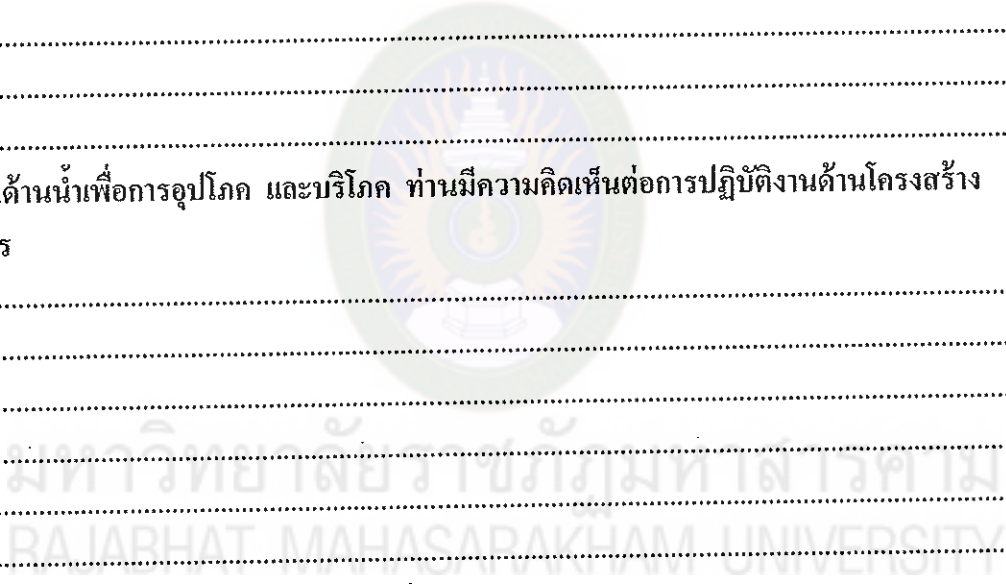 ด้านน้ำเพื่อการอุปโภค และบริโภค ท่านมีความคิดเห็นต่อการปฏิบัติงานด้านโครงสร้าง
ร
มหาวิทยาลัยราชภัฏมหาสารคาม
RAJABHAT MAHASARAKHAM UNIVERSITY